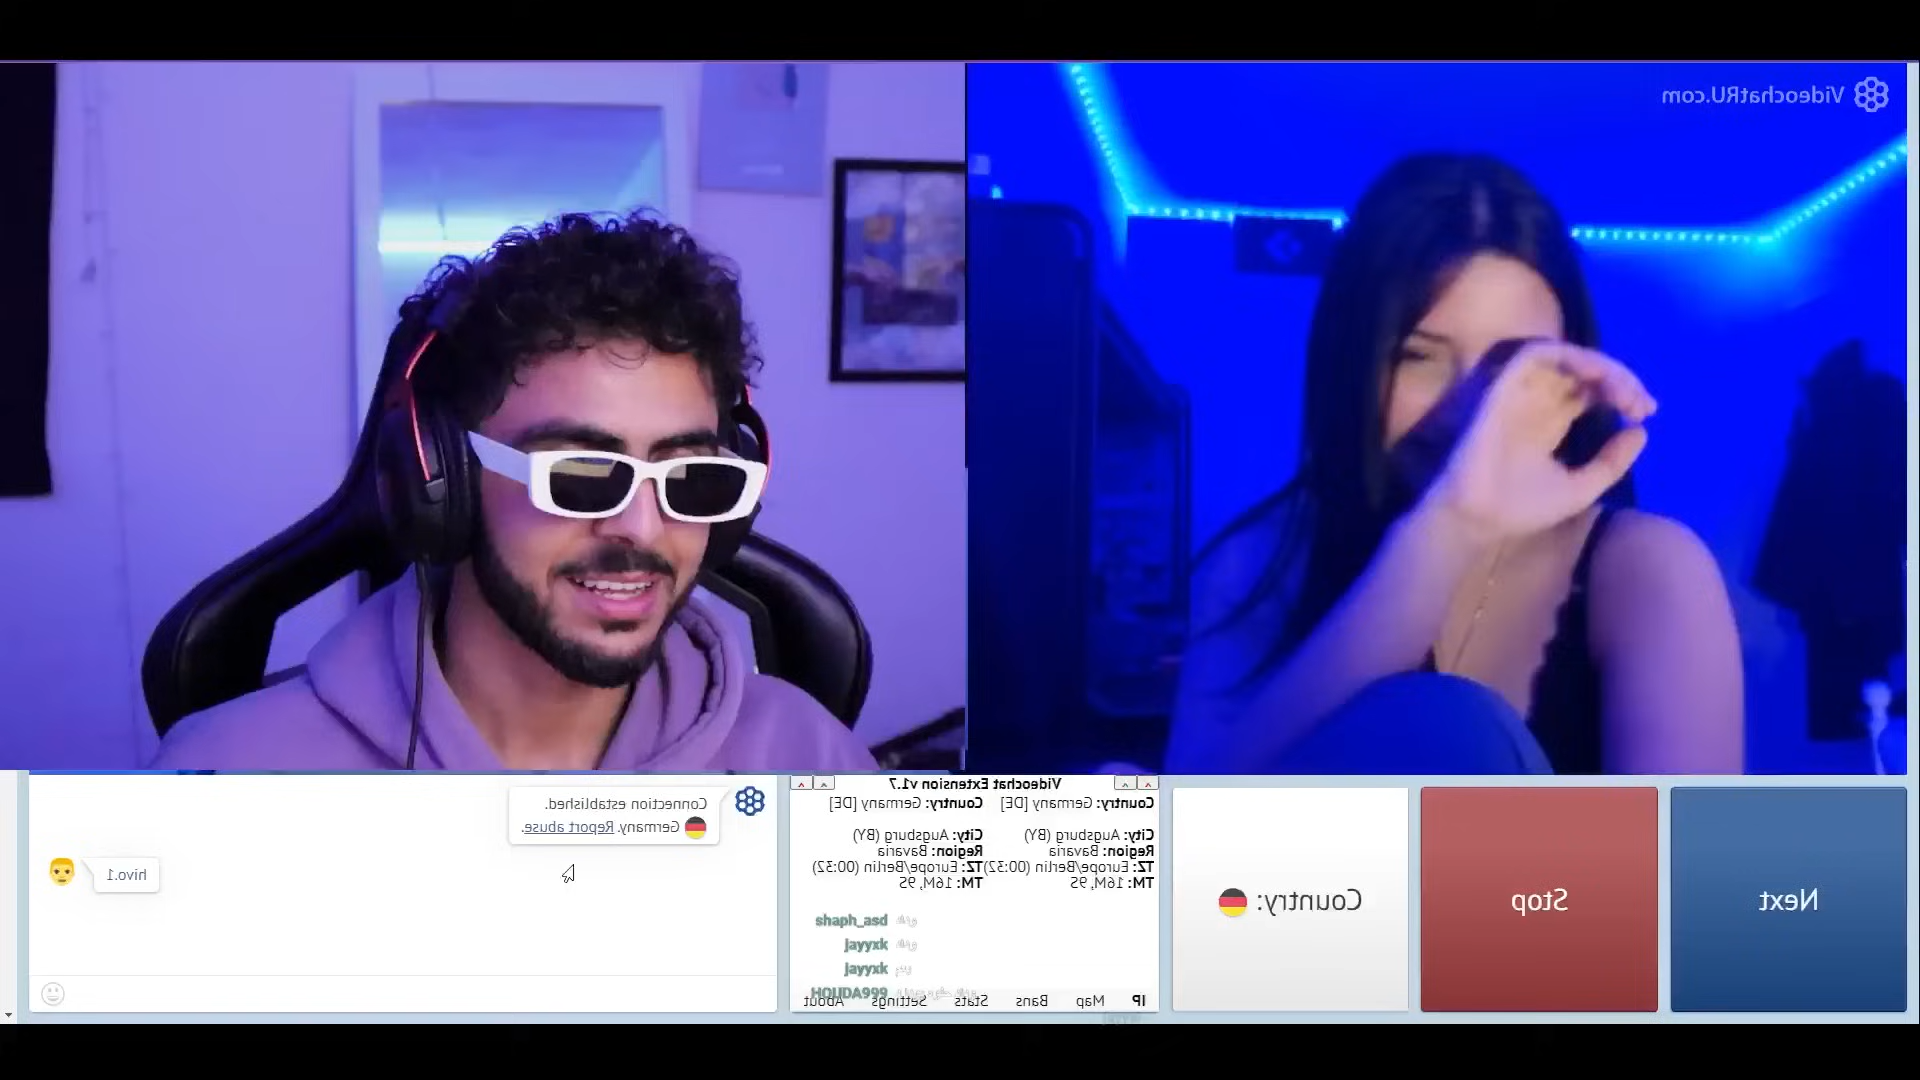 VideochatRU.com
Connection established.
Germany. Report abuse.
hivo.1
Videochat Extension v1.7
Country: Germany [DE]
City: Augsburg (BY)
Region: Bavaria
TZ: Europe/Berlin (00:32)
TM: 16M, 9S
Country: Germany [DE]
City: Augsburg (BY)
Region: Bavaria
TZ: Europe/Berlin (00:32)
TM: 16M, 9S
shaph_asd
jayyxk
jayyxk
HOUDA999
IP Map Bans Stats Settings About
Country:
Stop
Next